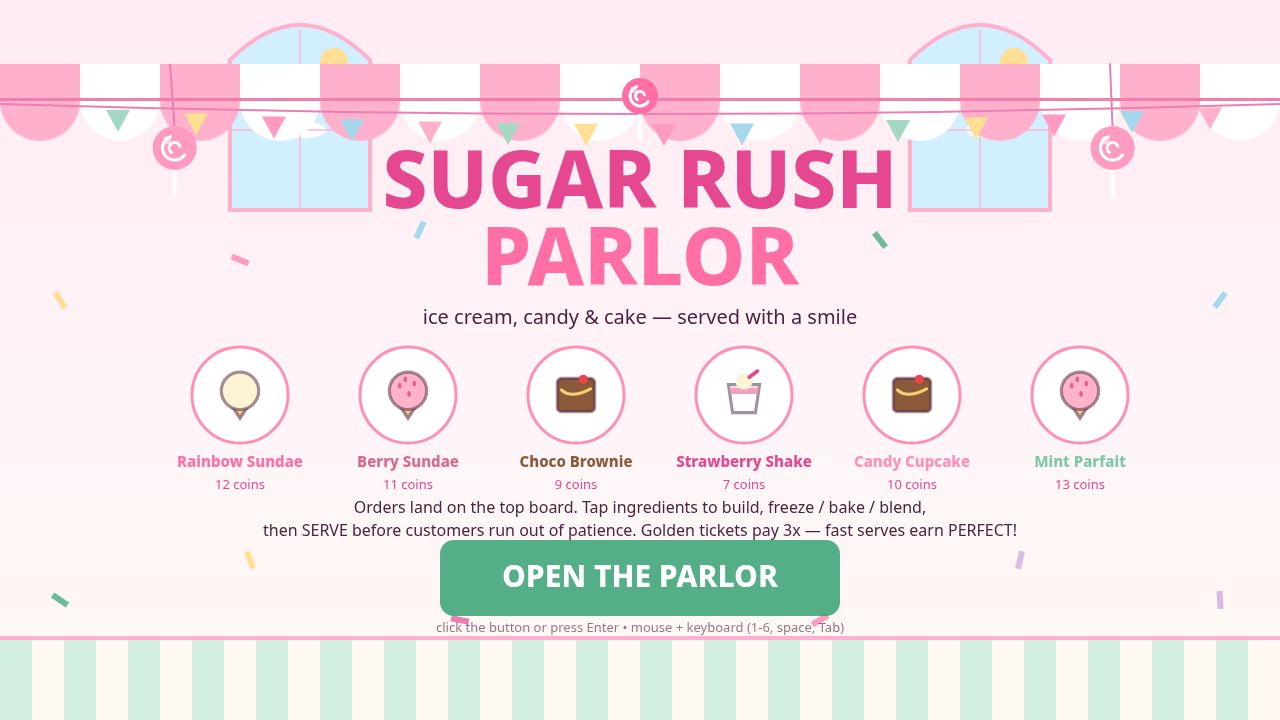 SUGAR RUSH
PARLOR
ice cream, candy & cake — served with a smile
Rainbow Sundae
Berry Sundae
Choco Brownie
Strawberry Shake
Candy Cupcake
Mint Parfait
12 coins
11 coins
9 coins
7 coins
10 coins
13 coins
Orders land on the top board. Tap ingredients to build, freeze / bake / blend,
then SERVE before customers run out of patience. Golden tickets pay 3x — fast serves earn PERFECT!
OPEN THE PARLOR
click the button or press Enter • mouse + keyboard (1-6, space, Tab)